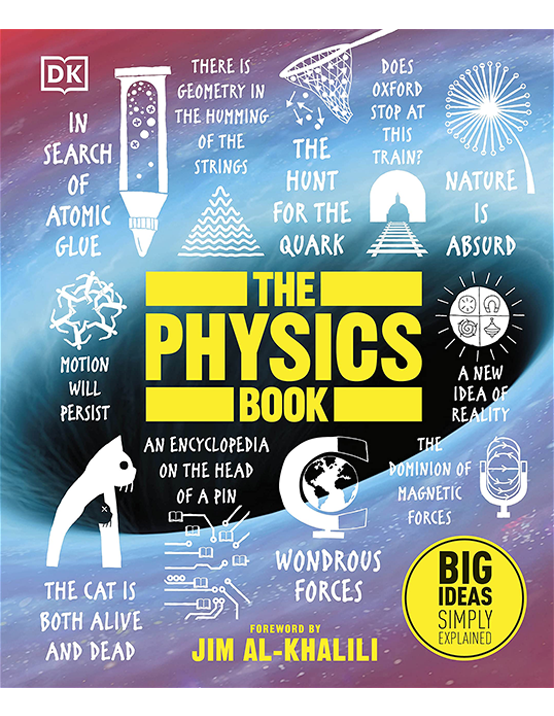 DK
IN
SEARCH
OF
ATOMIC
GLUE
THERE IS
GEOMETRY IN
THE HUMMING
OF THE
STRINGS
THE
HUNT
FOR THE
QUARK
DOES
OXFORD
STOP AT
THIS
TRAIN?
NATURE
IS
ABSURD
MOTION
WILL
PERSIST
THE
PHYSICS
BOOK
A NEW
IDEA OF
REALITY
AN ENCYCLOPEDIA
ON THE HEAD
OF A PIN
THE
DOMINION OF
MAGNETIC
FORCES
THE CAT IS
BOTH ALIVE
AND DEAD
WONDROUS
FORCES
BIG
IDEAS
SIMPLY
EXPLAINED
FOREWORD BY
JIM AL-KHALILI